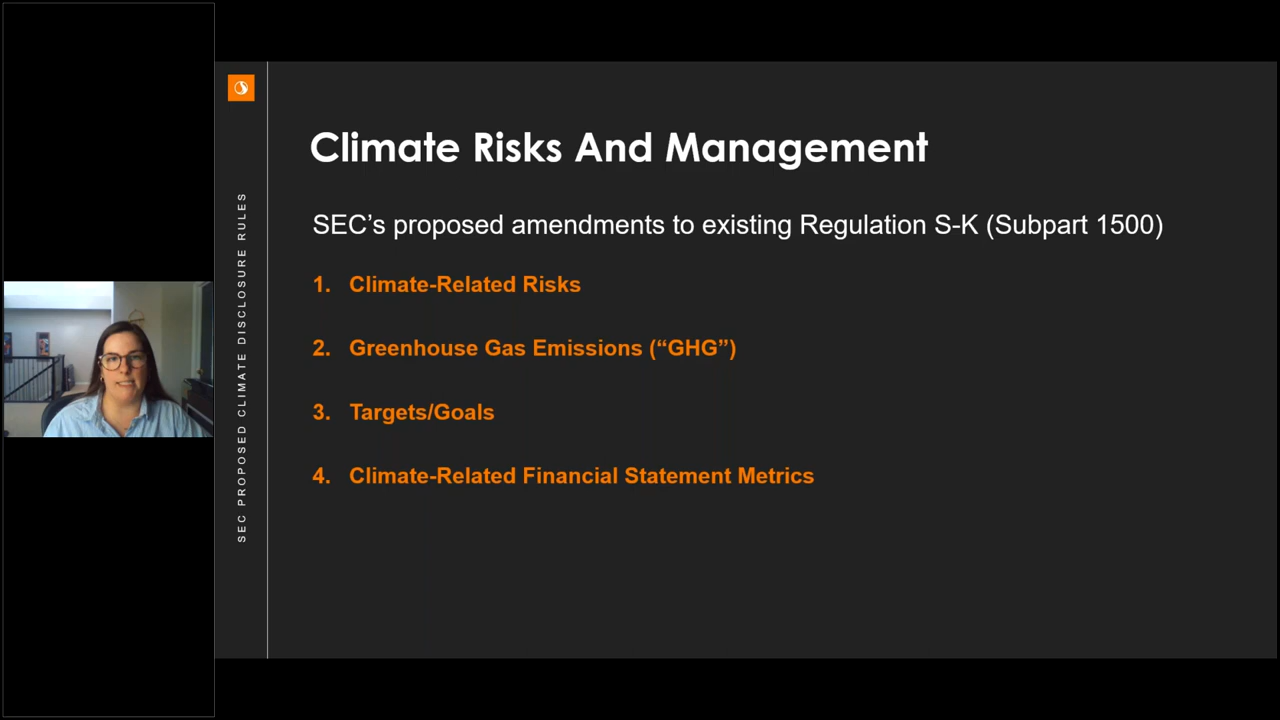 Climate Risks And Management
SEC’s proposed amendments to existing Regulation S-K (Subpart 1500)
1. Climate-Related Risks
2. Greenhouse Gas Emissions (“GHG”)
3. Targets/Goals
4. Climate-Related Financial Statement Metrics
SEC PROPOSED CLIMATE DISCLOSURE RULES